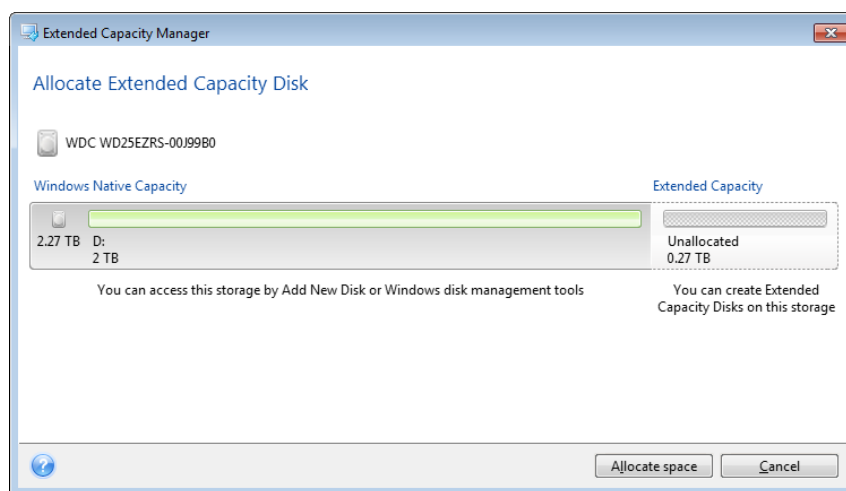 Extended Capacity Manager
Allocate Extended Capacity Disk
WDC WD25EZRS-00J99B0
Windows Native Capacity
Extended Capacity
2.27 TB
D:
2 TB
Unallocated
0.27 TB
You can access this storage by Add New Disk or Windows disk management tools
You can create Extended
Capacity Disks on this storage
Allocate space
Cancel